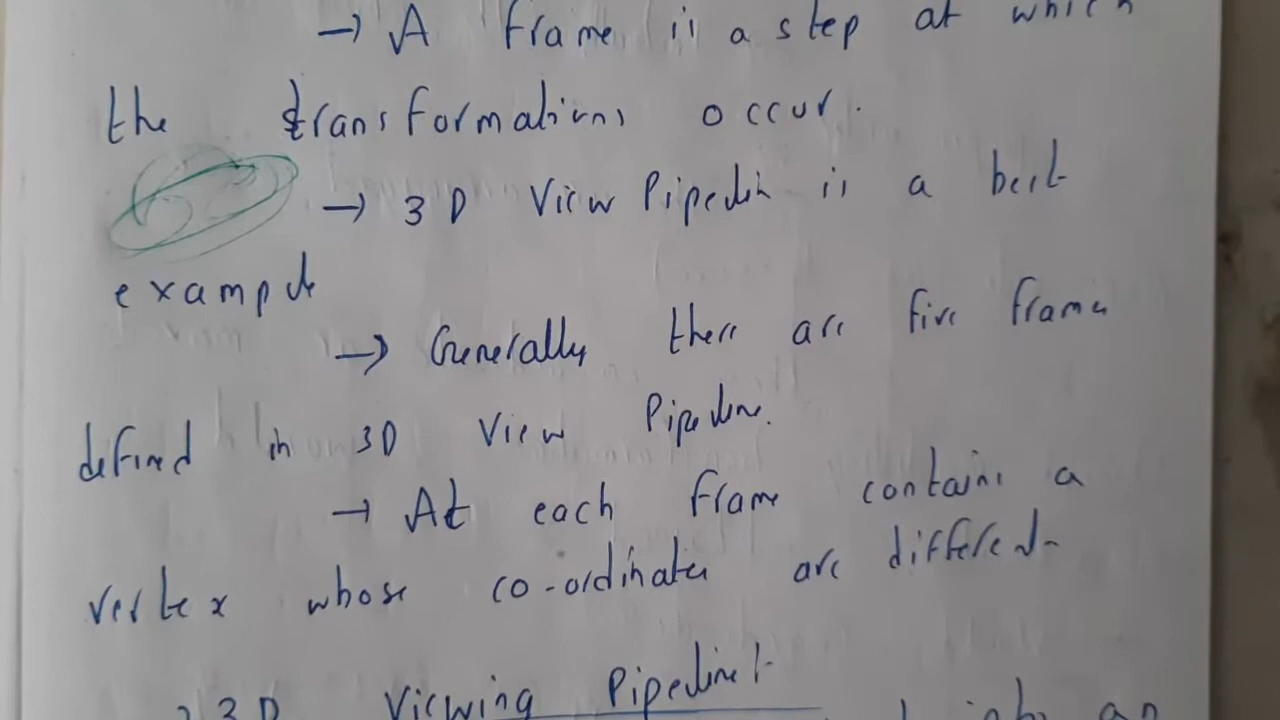 → A frame is a step at which
the transformations occur.
→ 3D View Pipeline is a best
example
→ Generally there are five frames
defined in 3D View Pipeline.
→ At each frame contains a
vertex whose co-ordinates are different
3D Viewing Pipeline:-